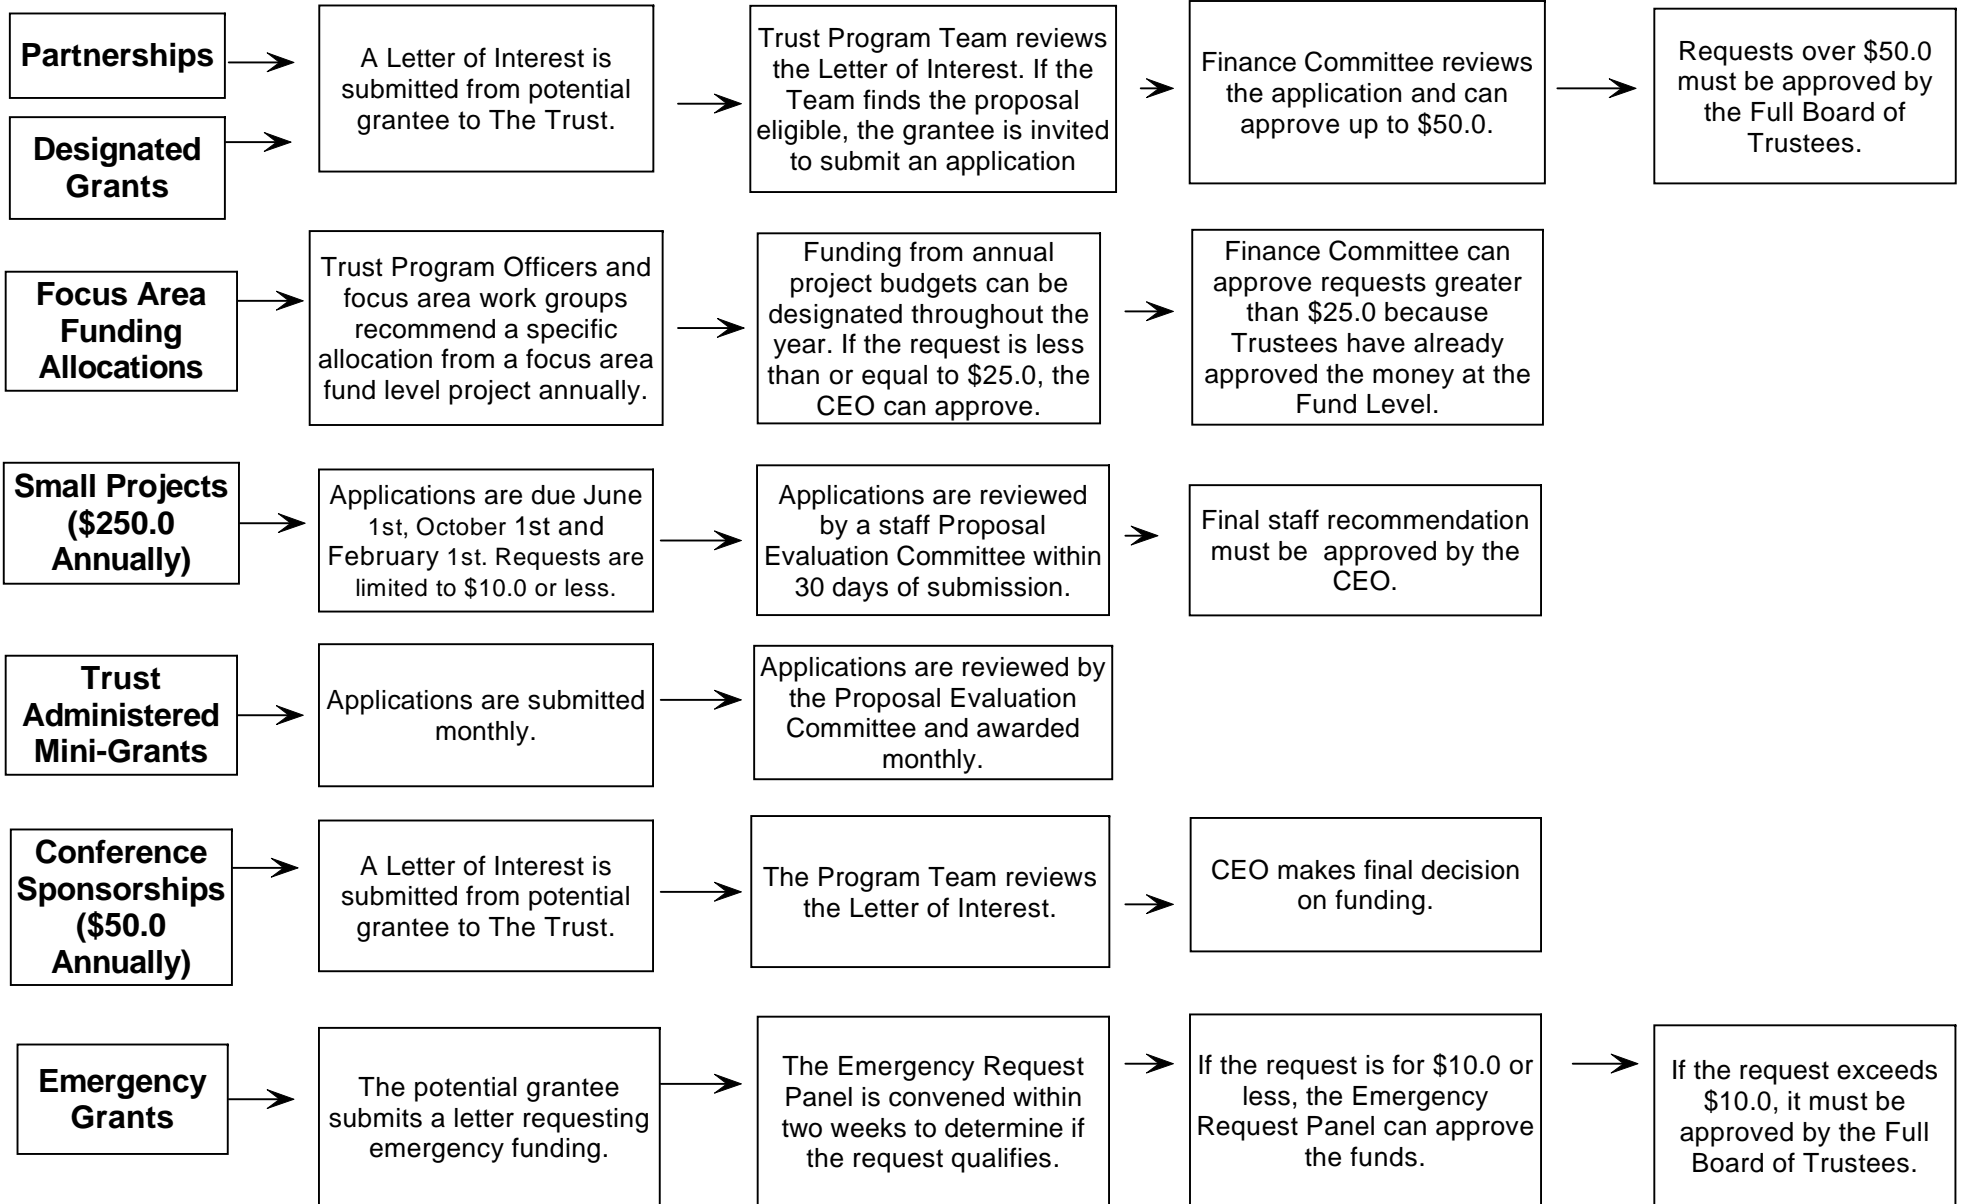 Partnerships
A Letter of Interest is
submitted from potential
grantee to The Trust.
Trust Program Team reviews
the Letter of Interest. If the
Team finds the proposal
eligible, the grantee is invited
to submit an application
Finance Committee reviews
the application and can
approve up to $50.0.
Requests over $50.0
must be approved by
the Full Board of
Trustees.
Designated
Grants
Focus Area
Funding
Allocations
Trust Program Officers and
focus area work groups
recommend a specific
allocation from a focus area
fund level project annually.
Funding from annual
project budgets can be
designated throughout the
year. If the request is less
than or equal to $25.0, the
CEO can approve.
Finance Committee can
approve requests greater
than $25.0 because
Trustees have already
approved the money at the
Fund Level.
Small Projects
($250.0
Annually)
Applications are due June
1st, October 1st and
February 1st. Requests are
limited to $10.0 or less.
Applications are reviewed
by a staff Proposal
Evaluation Committee within
30 days of submission.
Final staff recommendation
must be  approved by the
CEO.
Trust
Administered
Mini-Grants
Applications are submitted
monthly.
Applications are reviewed by
the Proposal Evaluation
Committee and awarded
monthly.
Conference
Sponsorships
($50.0
Annually)
A Letter of Interest is
submitted from potential
grantee to The Trust.
The Program Team reviews
the Letter of Interest.
CEO makes final decision
on funding.
Emergency
Grants
The potential grantee
submits a letter requesting
emergency funding.
The Emergency Request
Panel is convened within
two weeks to determine if
the request qualifies.
If the request is for $10.0 or
less, the Emergency
Request Panel can approve
the funds.
If the request exceeds
$10.0, it must be
approved by the Full
Board of Trustees.